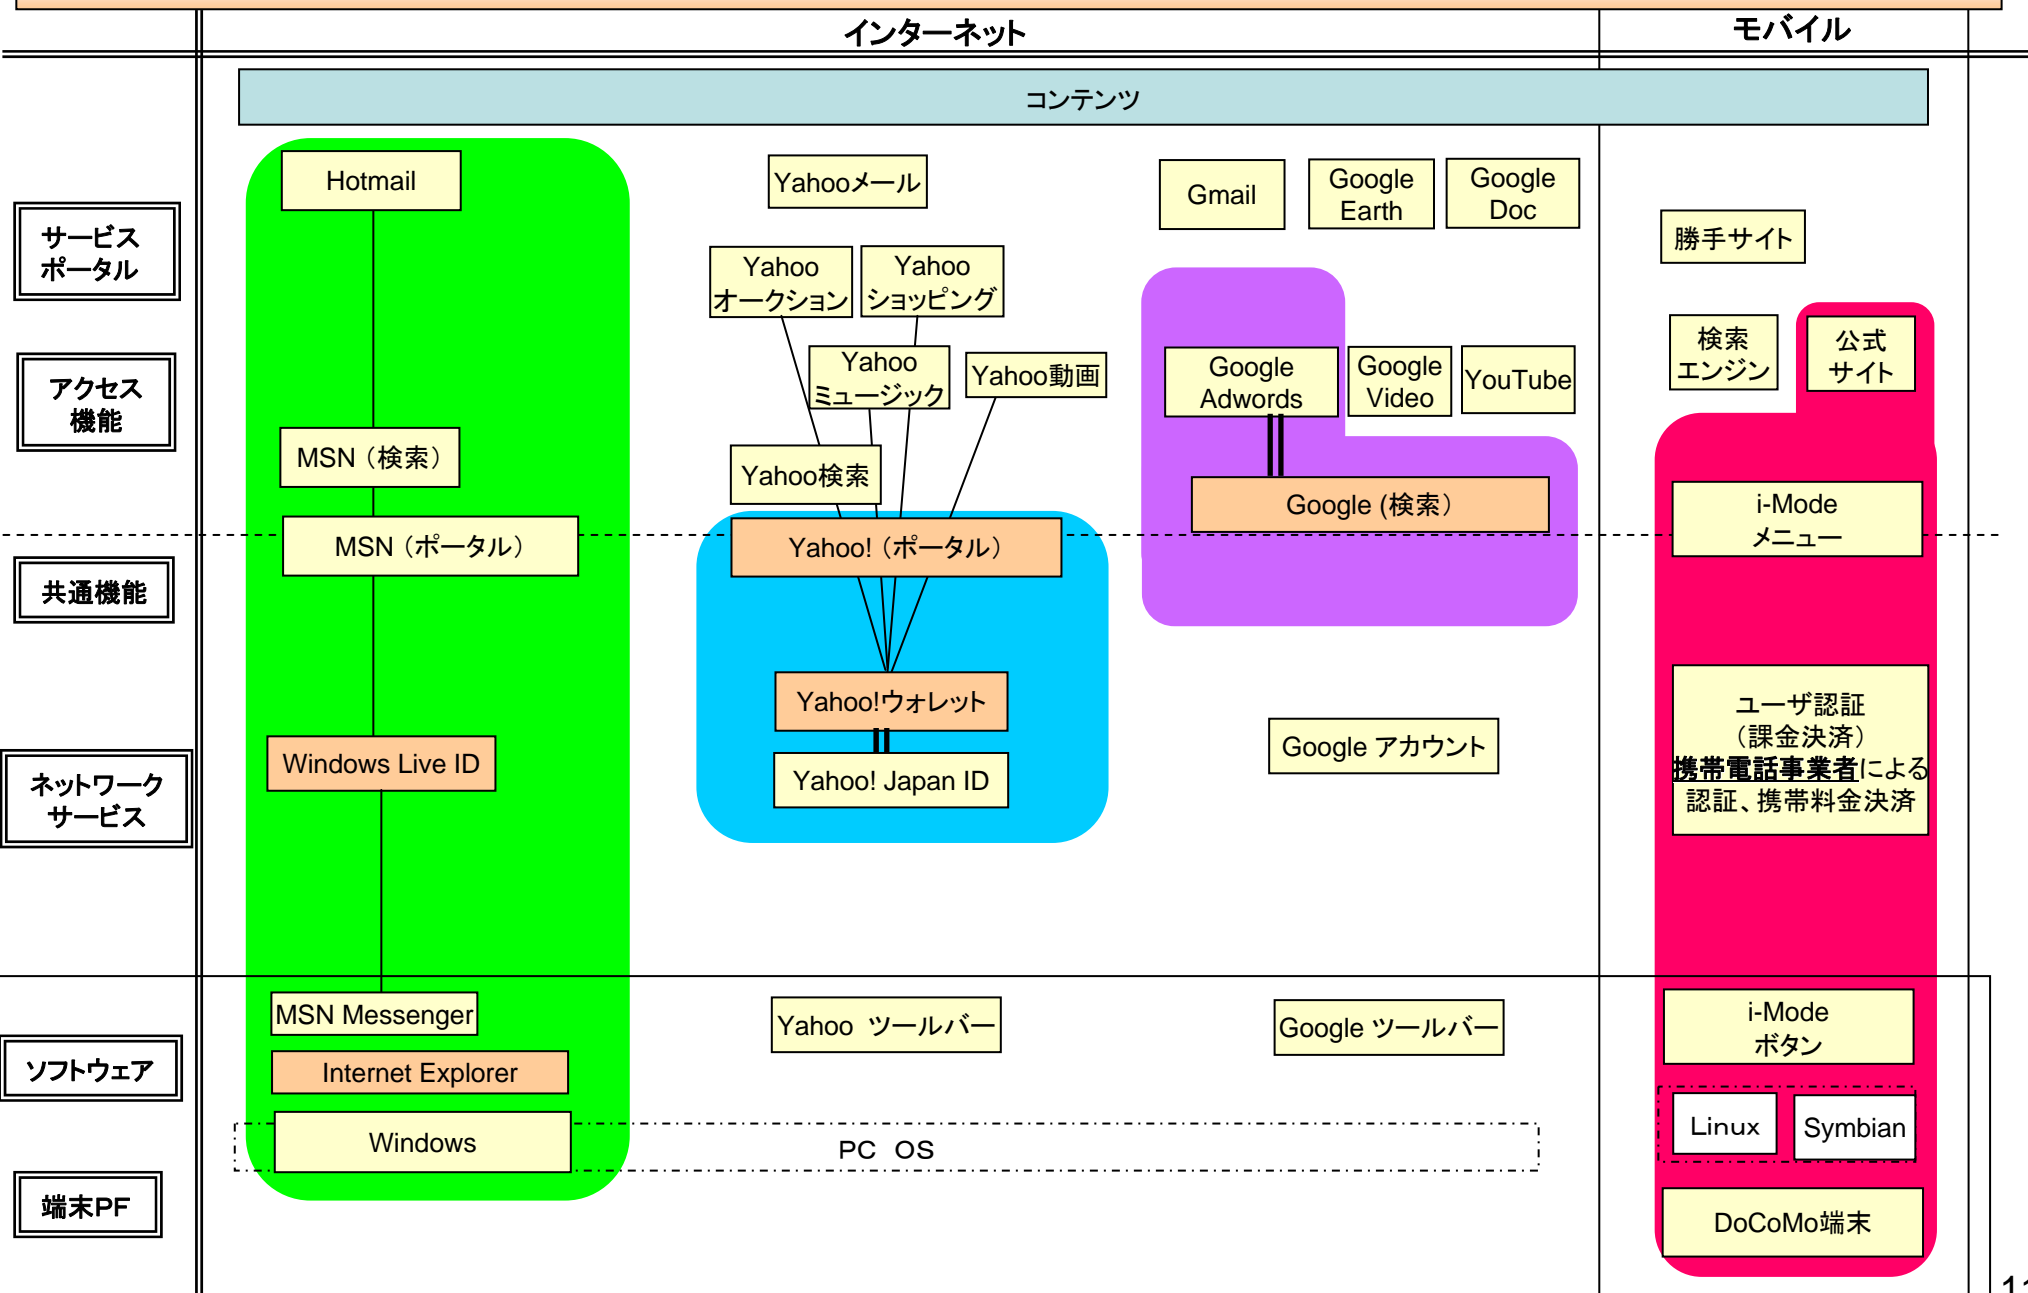 インターネット
モバイル
コンテンツ
サービス
ポータル
アクセス
機能
共通機能
ネットワーク
サービス
ソフトウェア
端末PF
Hotmail
MSN（検索）
MSN（ポータル）
Windows Live ID
MSN Messenger
Internet Explorer
Windows
PC OS
Yahooメール
Yahoo
オークション
Yahoo
ショッピング
Yahoo
ミュージック
Yahoo動画
Yahoo検索
Yahoo!（ポータル）
Yahoo!ウォレット
Yahoo! Japan ID
Yahoo ツールバー
Gmail
Google
Earth
Google
Doc
Google
Adwords
Google
Video
YouTube
Google (検索）
Google アカウント
Google ツールバー
勝手サイト
検索
エンジン
公式
サイト
i-Mode
メニュー
ユーザ認証
（課金決済）
携帯電話事業者による
認証、携帯料金決済
i-Mode
ボタン
Linux
Symbian
DoCoMo端末